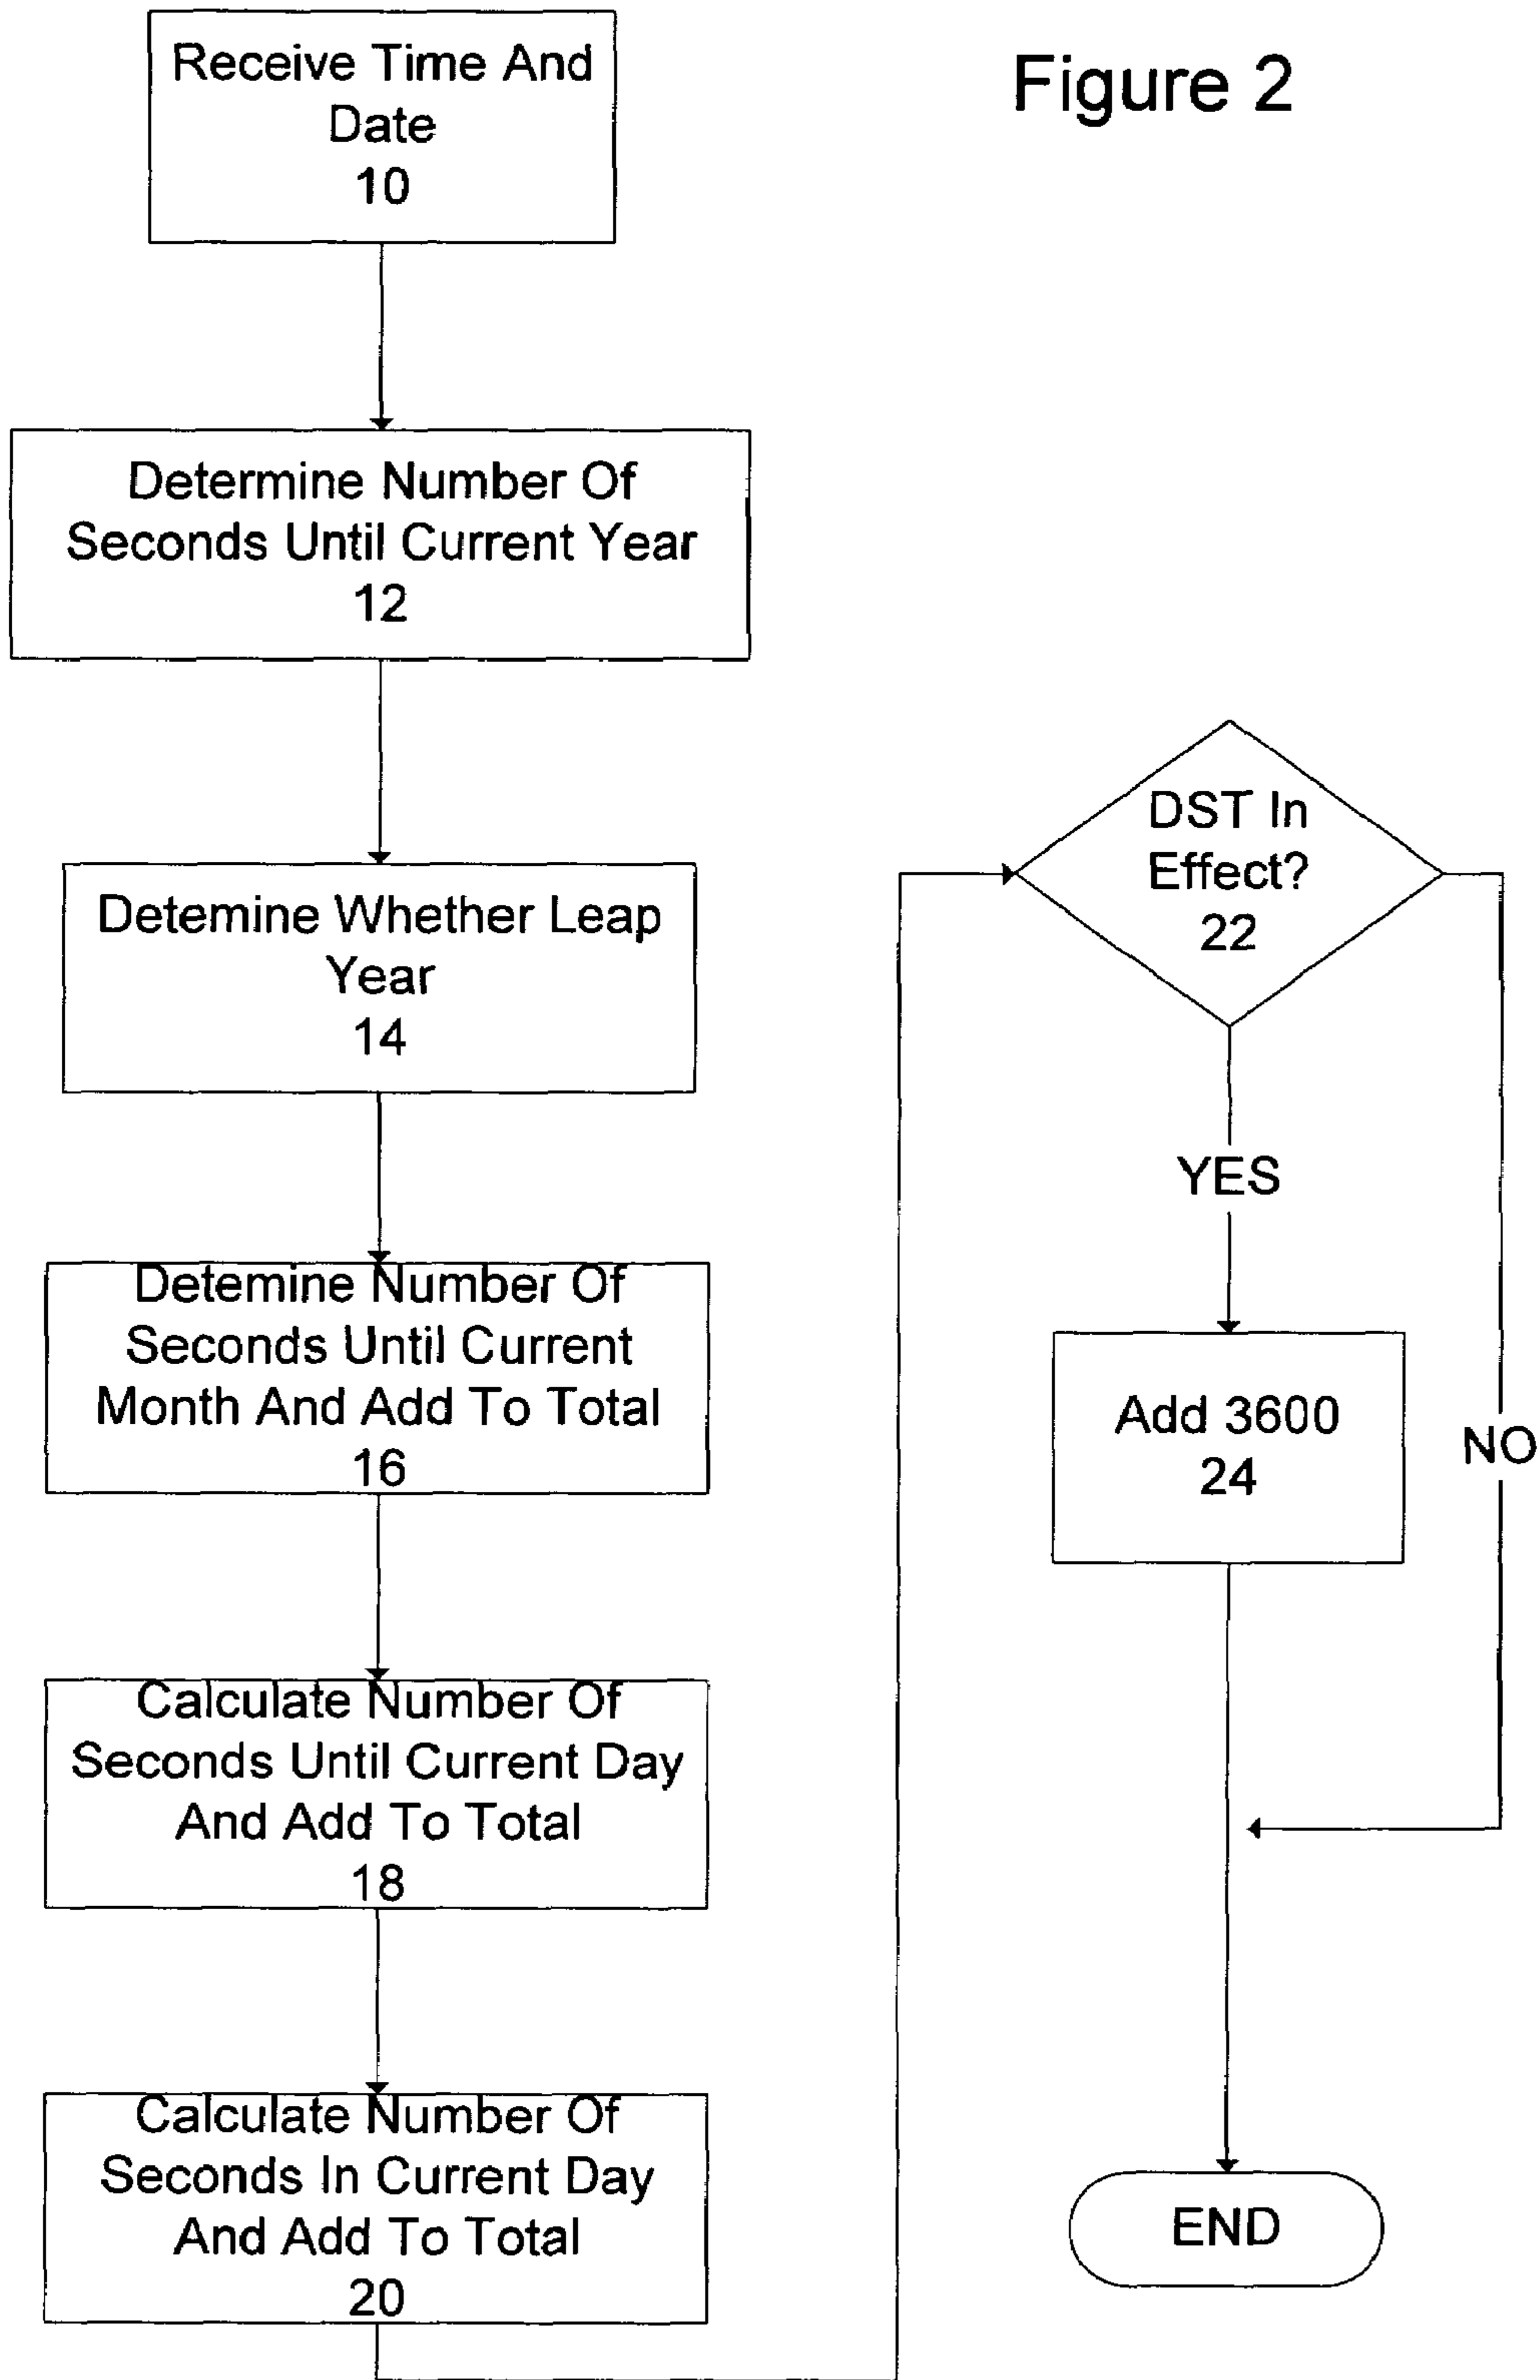 Figure 2
Receive Time And
Date
10
Determine Number Of
Seconds Until Current Year
12
Detemine Whether Leap
Year
14
Detemine Number Of
Seconds Until Current
Month And Add To Total
16
Calculate Number Of
Seconds Until Current Day
And Add To Total
18
Calculate Number Of
Seconds In Current Day
And Add To Total
20
DST In
Effect?
22
YES
NO
Add 3600
24
END